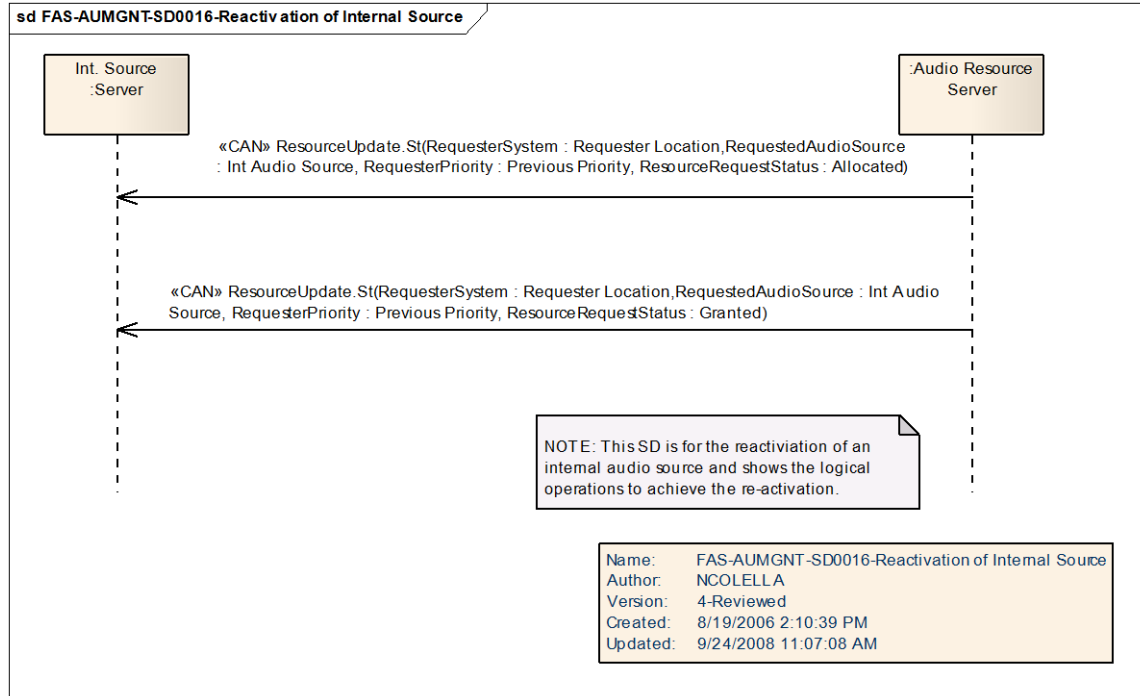 sd FAS-AUMGNT-SD0016-Reactivation of Internal Source
Int. Source
:Server
:Audio Resource
Server
«CAN» ResourceUpdate.St(RequesterSystem : Requester Location,RequestedAudioSource
: Int Audio Source, RequesterPriority : Previous Priority, ResourceRequestStatus : Allocated)
«CAN» ResourceUpdate.St(RequesterSystem : Requester Location,RequestedAudioSource : Int Audio
Source, RequesterPriority : Previous Priority, ResourceRequestStatus : Granted)
NOTE: This SD is for the reactiviation of an
internal audio source and shows the logical
operations to achieve the re-activation.
Name: FAS-AUMGNT-SD0016-Reactivation of Internal Source
Author: NCOLELLA
Version: 4-Reviewed
Created: 8/19/2006 2:10:39 PM
Updated: 9/24/2008 11:07:08 AM